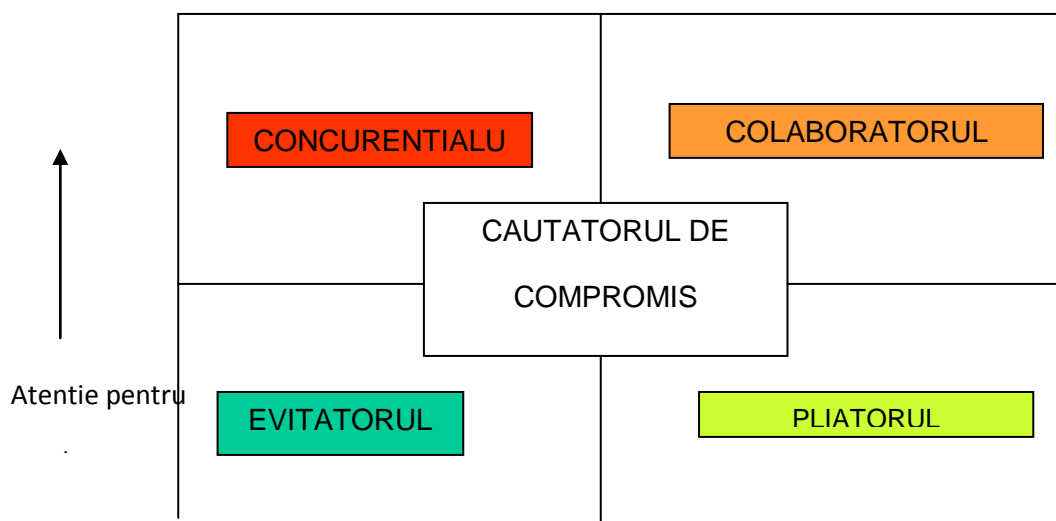 CONCURENTIALU
COLABORATORUL
CAUTATORUL DE
COMPROMIS
Atentie pentru
EVITATORUL
PLIATORUL